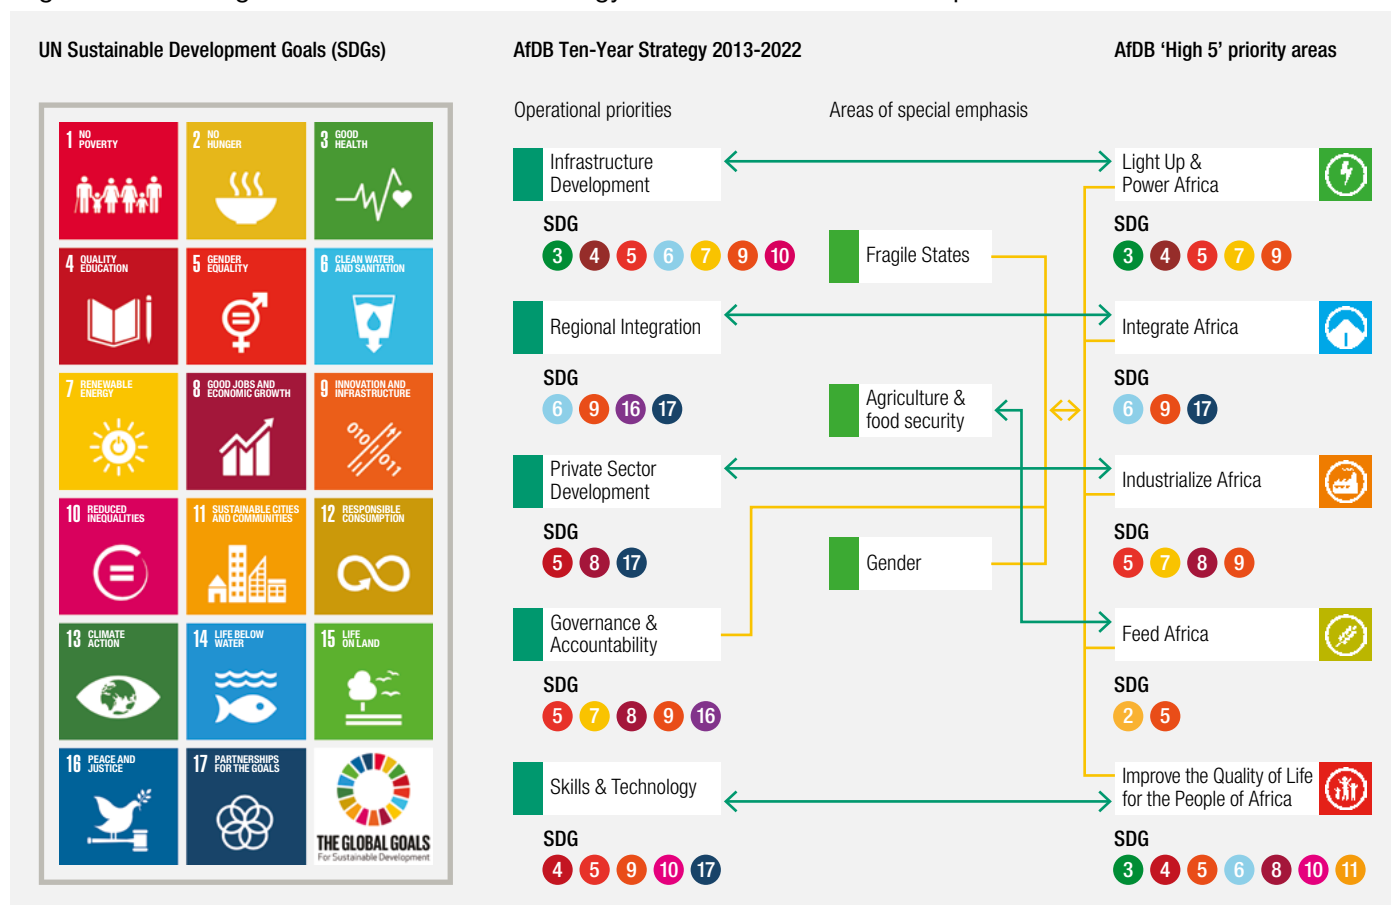 UN Sustainable Development Goals (SDGs)
1 NO
POVERTY
2 NO
HUNGER
3 GOOD
HEALTH
4 QUALITY
EDUCATION
5 GENDER
EQUALITY
6 CLEAN WATER
AND SANITATION
7 RENEWABLE
ENERGY
8 GOOD JOBS AND
ECONOMIC GROWTH
9 INNOVATION AND
INFRASTRUCTURE
010
011
10 REDUCED
INEQUALITIES
11 SUSTAINABLE CITIES
AND COMMUNITIES
12 RESPONSIBLE
CONSUMPTION
13 CLIMATE
ACTION
14 LIFE BELOW
WATER
15 LIFE
ON LAND
16 PEACE AND
JUSTICE
17 PARTNERSHIPS
FOR THE GOALS
THE GLOBAL GOALS
For Sustainable Development
AfDB Ten-Year Strategy 2013-2022
Operational priorities
Infrastructure
Development
SDG
3 4 5 6 7 9 10
Regional Integration
SDG
6 9 16 17
Private Sector
Development
SDG
5 8 17
Governance &
Accountability
SDG
5 7 8 9 16
Skills & Technology
SDG
4 5 9 10 17
Areas of special emphasis
Fragile States
Agriculture &
food security
Gender
AfDB ‘High 5’ priority areas
Light Up &
Power Africa
SDG
3 4 5 7 9
Integrate Africa
SDG
6 9 17
Industrialize Africa
SDG
5 7 8 9
Feed Africa
SDG
2 5
Improve the Quality of Life
for the People of Africa
SDG
3 4 5 6 8 10 11